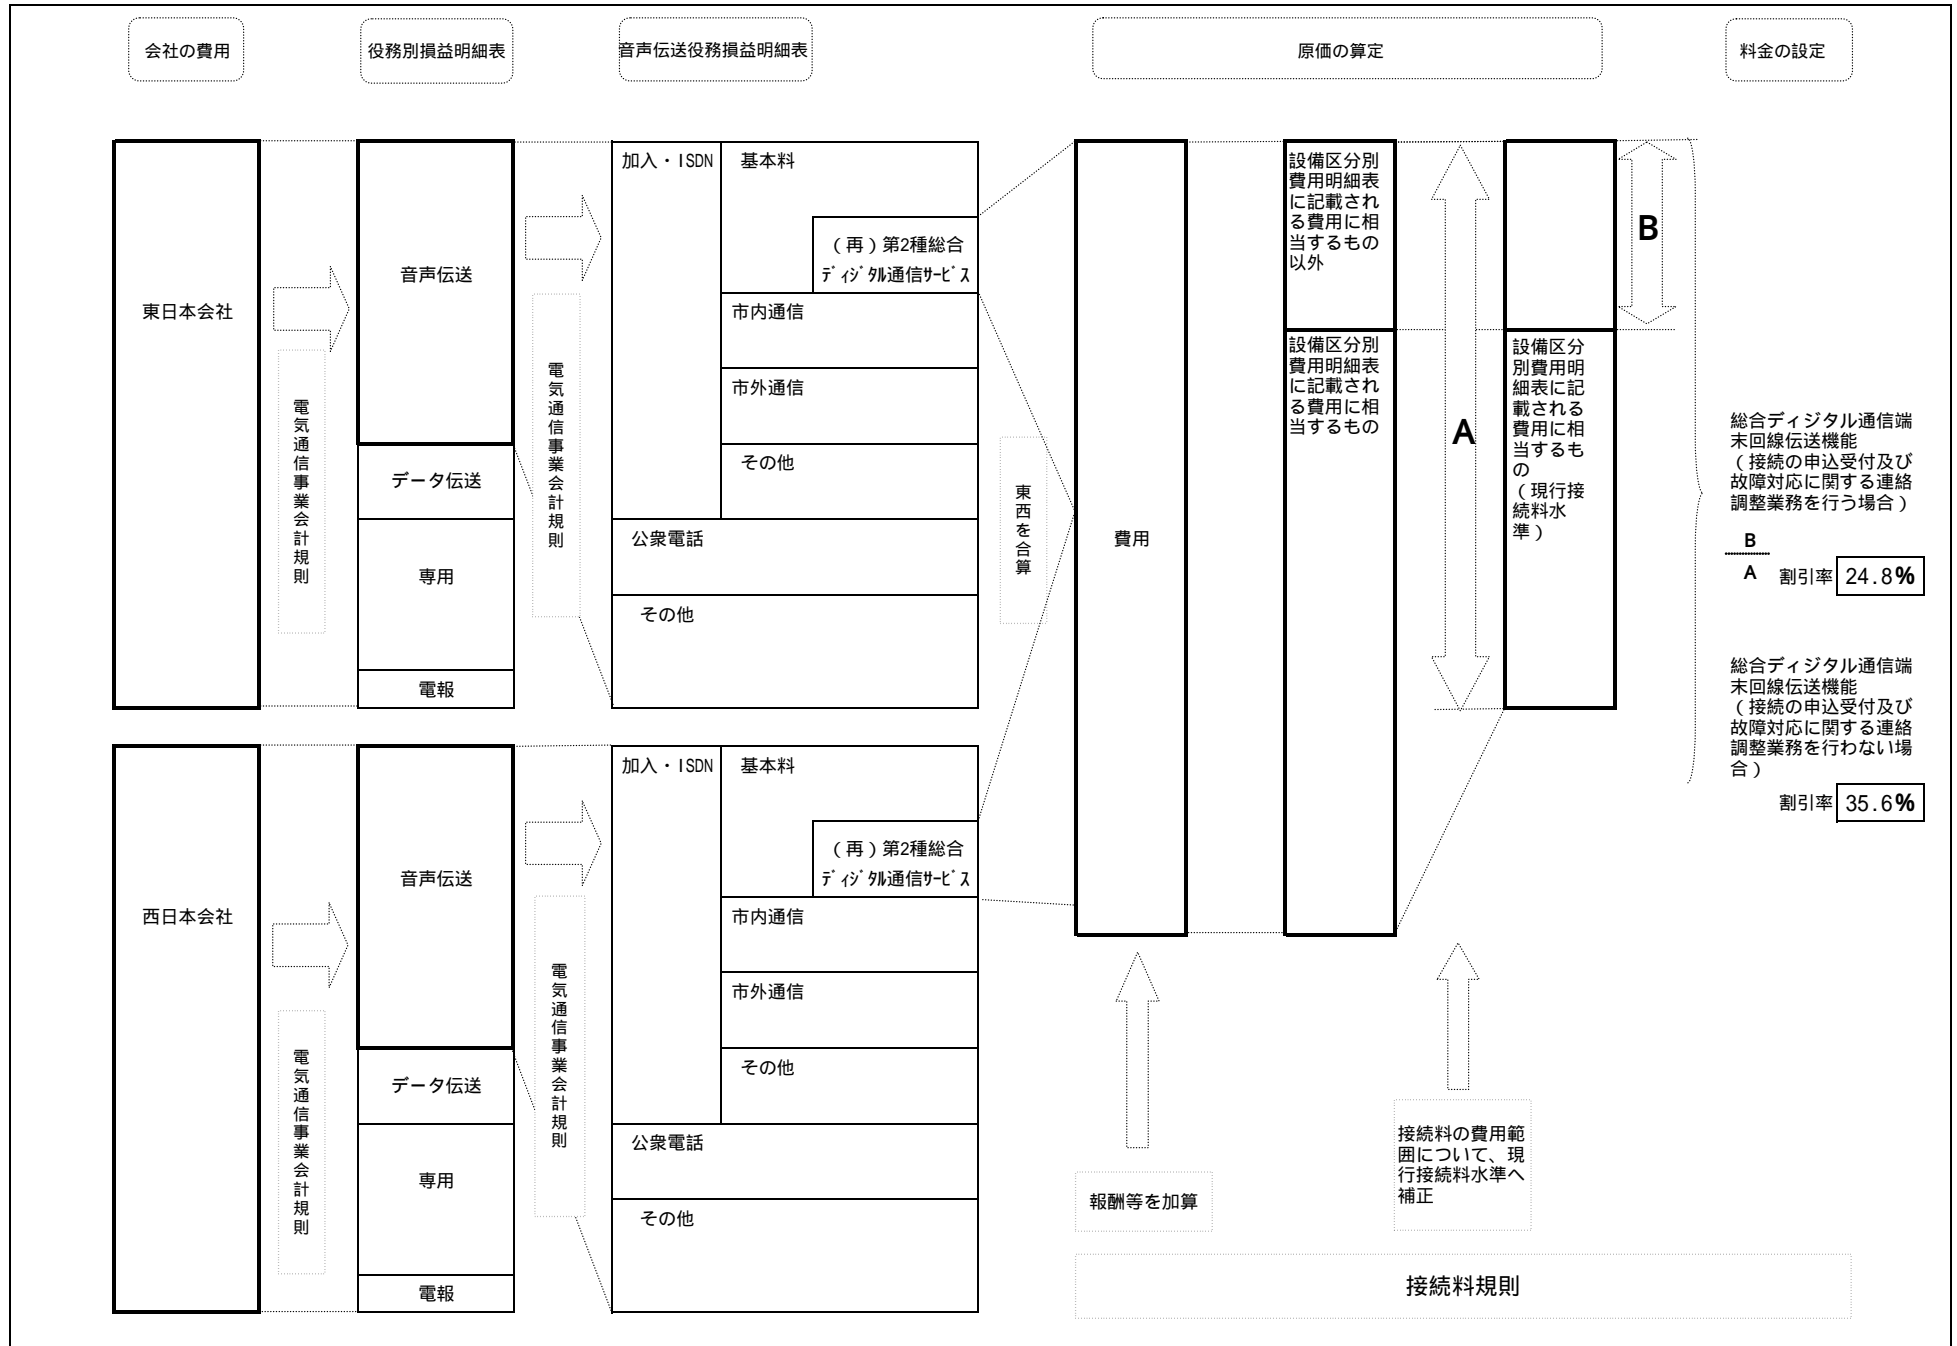 会社の費用
役務別損益明細表
音声伝送役務損益明細表
原価の算定
料金の設定
東日本会社
電気通信事業会計規則
音声伝送
データ伝送
専用
電報
電気通信事業会計規則
加入・ISDN
基本料
（再）第2種総合
ﾃﾞｨｼﾞﾀﾙ通信ｻｰﾋﾞｽ
市内通信
市外通信
その他
公衆電話
その他
西日本会社
電気通信事業会計規則
音声伝送
データ伝送
専用
電報
電気通信事業会計規則
加入・ISDN
基本料
（再）第2種総合
ﾃﾞｨｼﾞﾀﾙ通信ｻｰﾋﾞｽ
市内通信
市外通信
その他
公衆電話
その他
東西を合算
費用
設備区分別
費用明細表
に記載され
る費用に相
当するもの
以外
設備区分別
費用明細表
に記載され
る費用に相
当するもの
A
設備区分
別費用明
細表に記
載される
費用に相
当するも
の
（現行接
続料水
準）
B
報酬等を加算
接続料の費用範
囲について、現
行接続料水準へ
補正
接続料規則
総合ディジタル通信端
末回線伝送機能
（接続の申込受付及び
故障対応に関する連絡
調整業務を行う場合）
B
A
割引率 24.8%
総合ディジタル通信端
末回線伝送機能
（接続の申込受付及び
故障対応に関する連絡
調整業務を行わない場
合）
割引率 35.6%